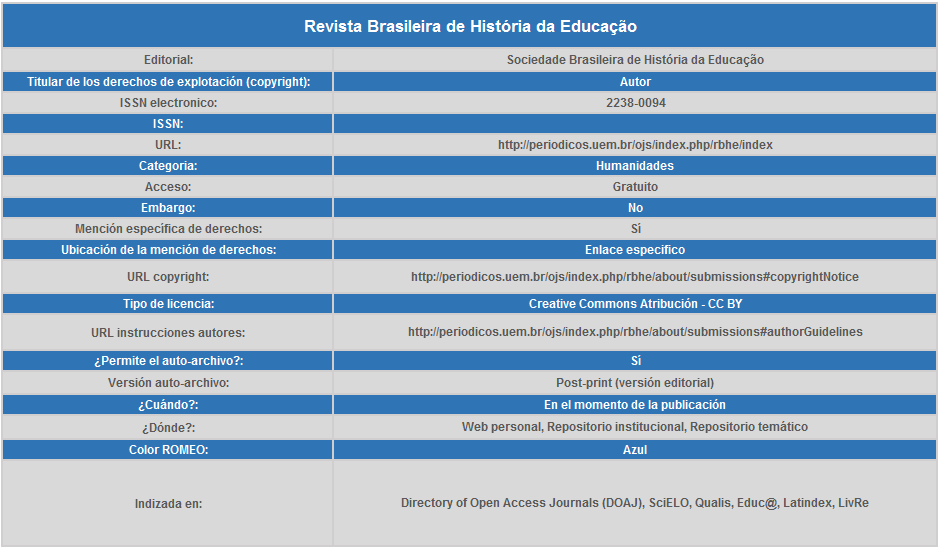 Revista Brasileira de História da Educação
Editorial: Sociedade Brasileira de História da Educação
Titular de los derechos de explotación (copyright): Autor
ISSN electronico: 2238-0094
ISSN:
URL: http://periodicos.uem.br/ojs/index.php/rbhe/index
Categoria: Humanidades
Acceso: Gratuito
Embargo: No
Mención específica de derechos: Sí
Ubicación de la mención de derechos: Enlace especifico
URL copyright: http://periodicos.uem.br/ojs/index.php/rbhe/about/submissions#copyrightNotice
Tipo de licencia: Creative Commons Atribución - CC BY
URL instrucciones autores: http://periodicos.uem.br/ojs/index.php/rbhe/about/submissions#authorGuidelines
¿Permite el auto-archivo?: Sí
Versión auto-archivo: Post-print (versión editorial)
¿Cuándo?: En el momento de la publicación
¿Dónde?: Web personal, Repositorio institucional, Repositorio temático
Color ROMEO: Azul
Indizada en: Directory of Open Access Journals (DOAJ), SciELO, Qualis, Educ@, Latindex, LivRe